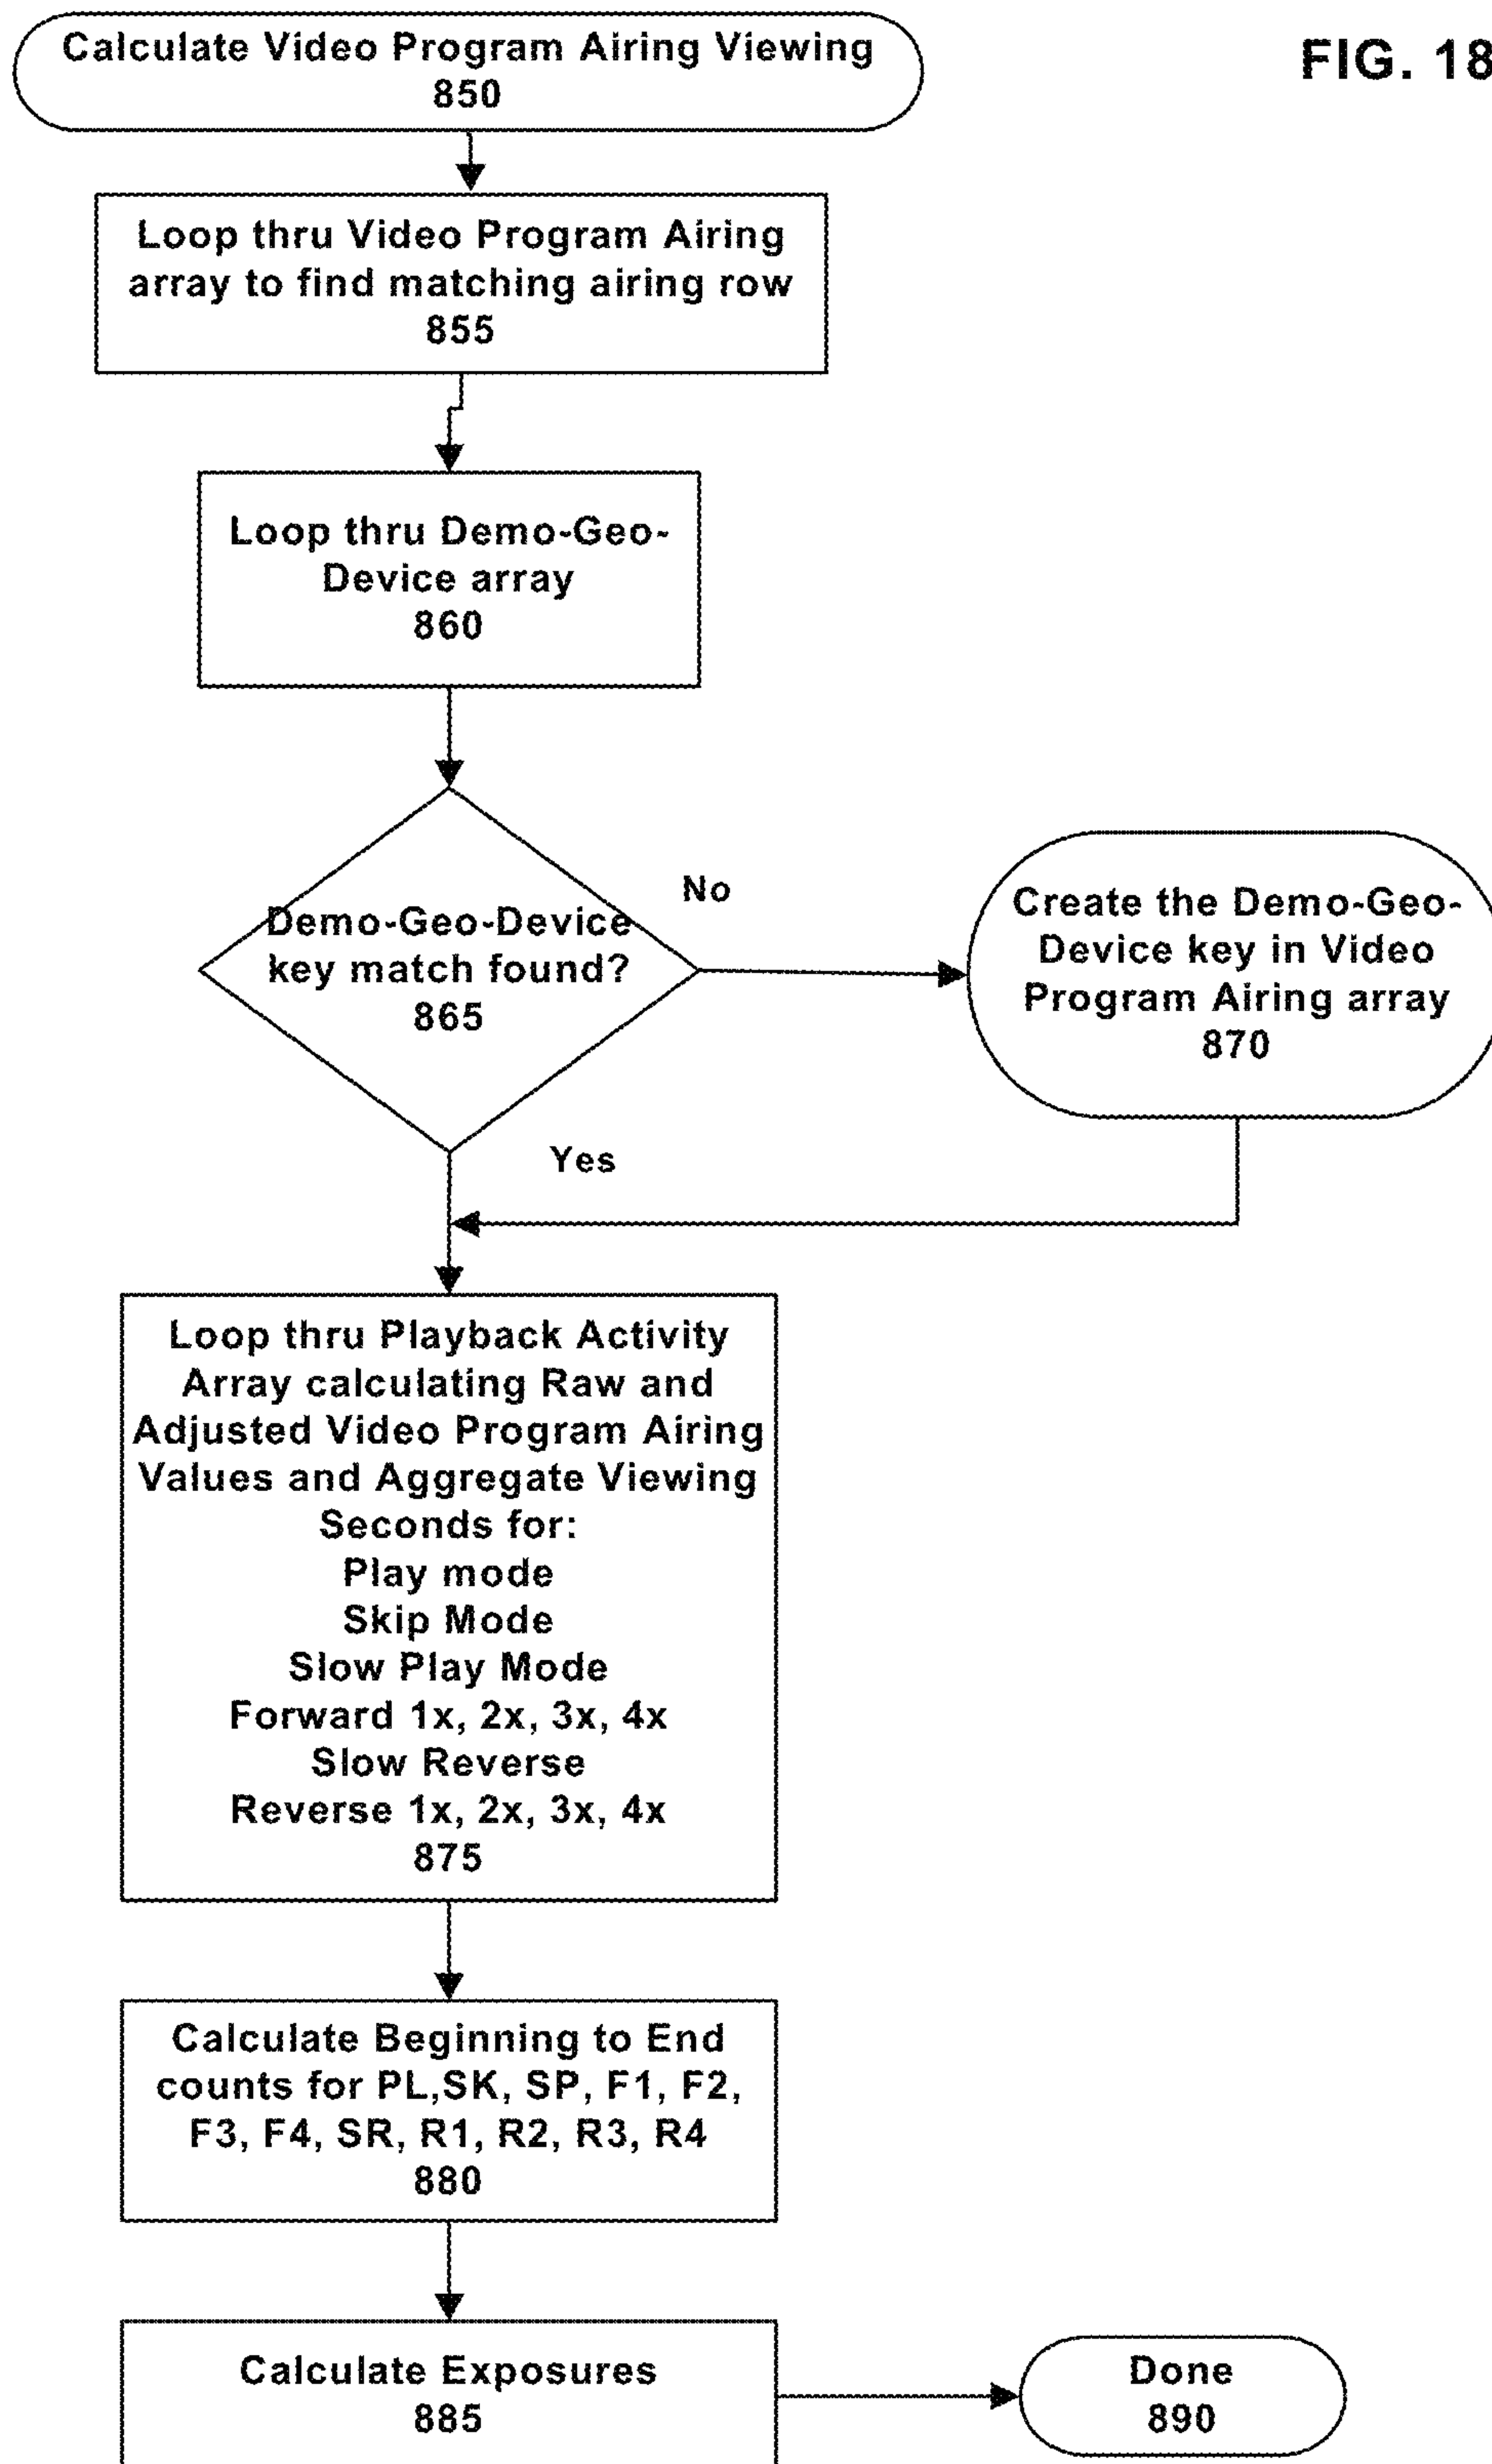 Calculate Video Program Airing Viewing
850
FIG. 18
Loop thru Video Program Airing
array to find matching airing row
855
Loop thru Demo-Geo-
Device array
860
Demo-Geo-Device
key match found?
865
No
Create the Demo-Geo-
Device key in Video
Program Airing array
870
Yes
Loop thru Playback Activity
Array calculating Raw and
Adjusted Video Program Airing
Values and Aggregate Viewing
Seconds for:
Play mode
Skip Mode
Slow Play Mode
Forward 1x, 2x, 3x, 4x
Slow Reverse
Reverse 1x, 2x, 3x, 4x
875
Calculate Beginning to End
counts for PL,SK, SP, F1, F2,
F3, F4, SR, R1, R2, R3, R4
880
Calculate Exposures
885
Done
890